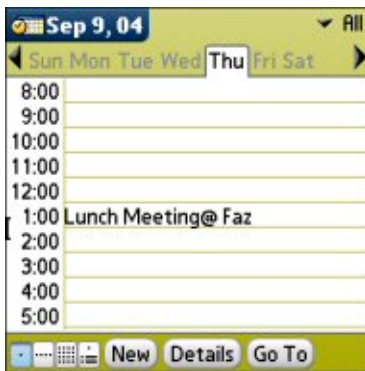 Sep 9, 04 All
Sun Mon Tue Wed Thu Fri Sat
8:00
9:00
10:00
11:00
12:00
1:00 Lunch Meeting@ Faz
2:00
3:00
4:00
5:00
New Details Go To